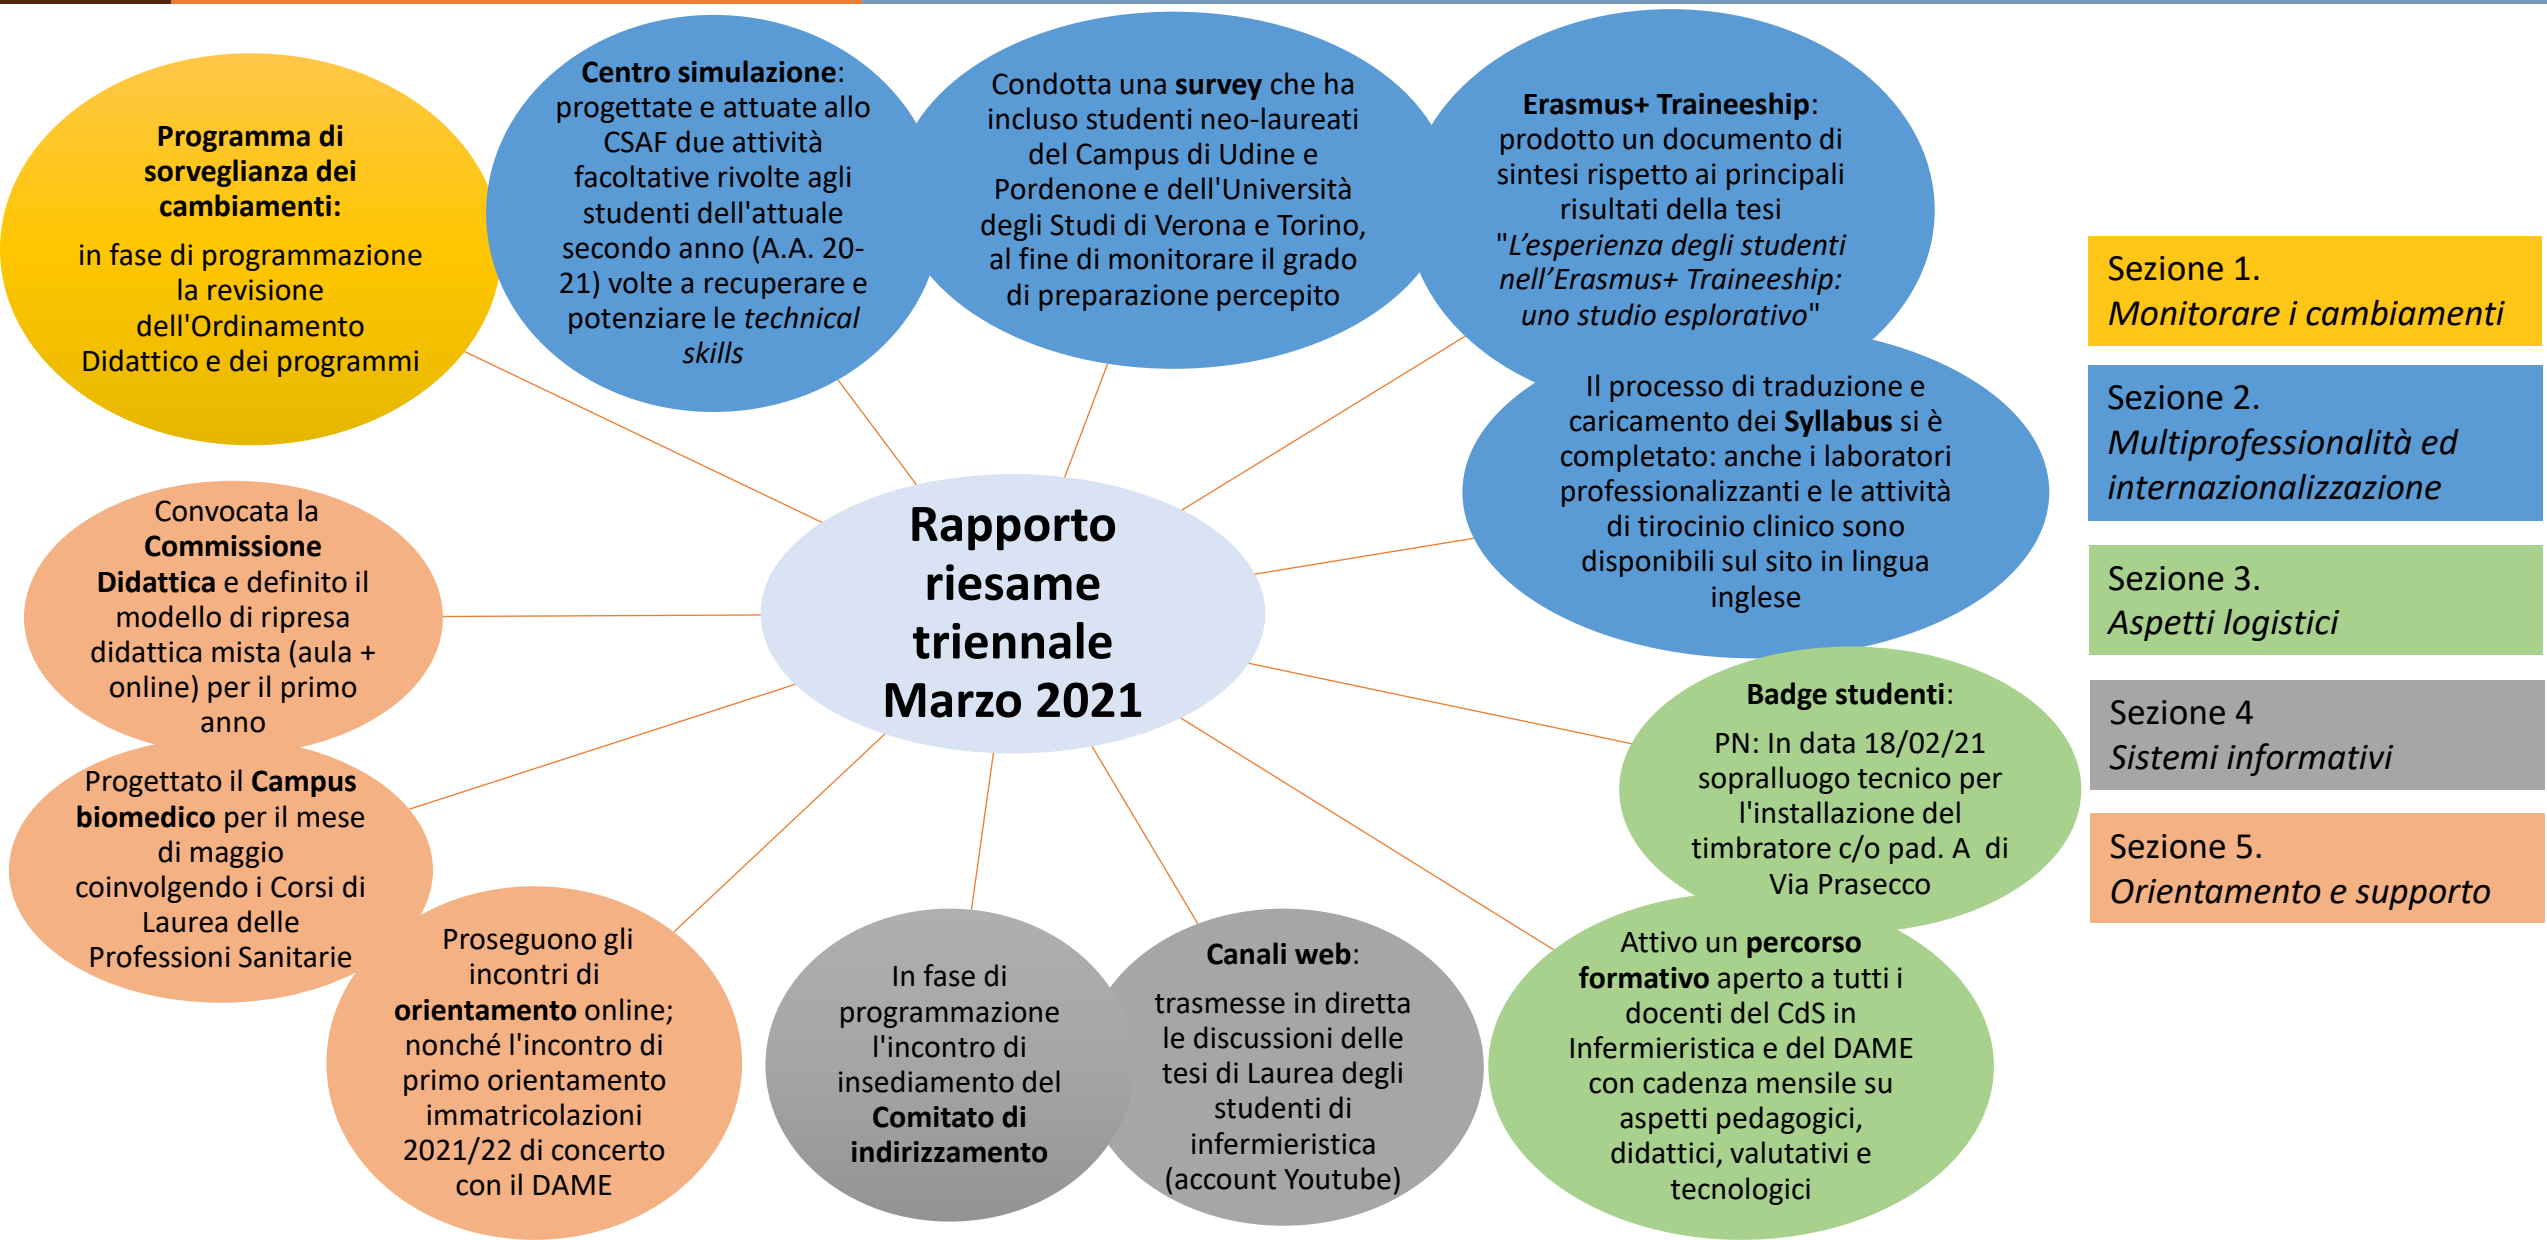 Programma di
sorveglianza dei
cambiamenti:
in fase di programmazione
la revisione
dell'Ordinamento
Didattico e dei programmi
Centro simulazione:
progettate e attuate allo
CSAF due attività
facoltative rivolte agli
studenti dell'attuale
secondo anno (A.A. 20-
21) volte a recuperare e
potenziare le technical
skills
Condotta una survey che ha
incluso studenti neo-laureati
del Campus di Udine e
Pordenone e dell'Università
degli Studi di Verona e Torino,
al fine di monitorare il grado
di preparazione percepito
Erasmus+ Traineeship:
prodotto un documento di
sintesi rispetto ai principali
risultati della tesi
"L’esperienza degli studenti
nell’Erasmus+ Traineeship:
uno studio esplorativo"
Il processo di traduzione e
caricamento dei Syllabus si è
completato: anche i laboratori
professionalizzanti e le attività
di tirocinio clinico sono
disponibili sul sito in lingua
inglese
Badge studenti:
PN: In data 18/02/21
sopralluogo tecnico per
l'installazione del
timbratore c/o pad. A  di
Via Prasecco
Attivo un percorso
formativo aperto a tutti i
docenti del CdS in
Infermieristica e del DAME
con cadenza mensile su
aspetti pedagogici,
didattici, valutativi e
tecnologici
Canali web:
trasmesse in diretta
le discussioni delle
tesi di Laurea degli
studenti di
infermieristica
(account Youtube)
In fase di
programmazione
l'incontro di
insediamento del
Comitato di
indirizzamento
Proseguono gli
incontri di
orientamento online;
nonché l'incontro di
primo orientamento
immatricolazioni
2021/22 di concerto
con il DAME
Progettato il Campus
biomedico per il mese
di maggio
coinvolgendo i Corsi di
Laurea delle
Professioni Sanitarie
Convocata la
Commissione
Didattica e definito il
modello di ripresa
didattica mista (aula +
online) per il primo
anno
Rapporto
riesame
triennale
Marzo 2021
Sezione 1.
Monitorare i cambiamenti
Sezione 2.
Multiprofessionalità ed
internazionalizzazione
Sezione 3.
Aspetti logistici
Sezione 4
Sistemi informativi
Sezione 5.
Orientamento e supporto